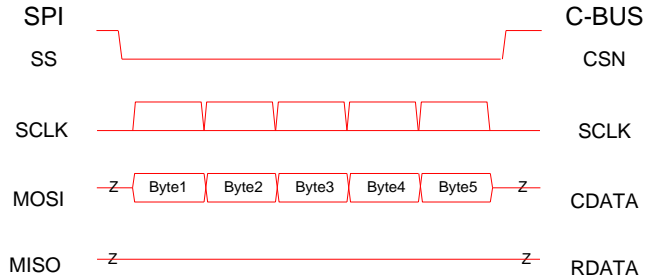 SPI C-BUS
SS CSN
SCLK SCLK
MOSI Z Byte1 Byte2 Byte3 Byte4 Byte5 Z CDATA
MISO Z Z RDATA